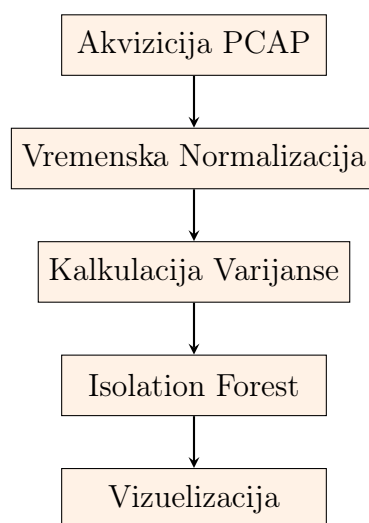 Akvizicija PCAP
Vremenska Normalizacija
Kalkulacija Varijanse
Isolation Forest
Vizuelizacija